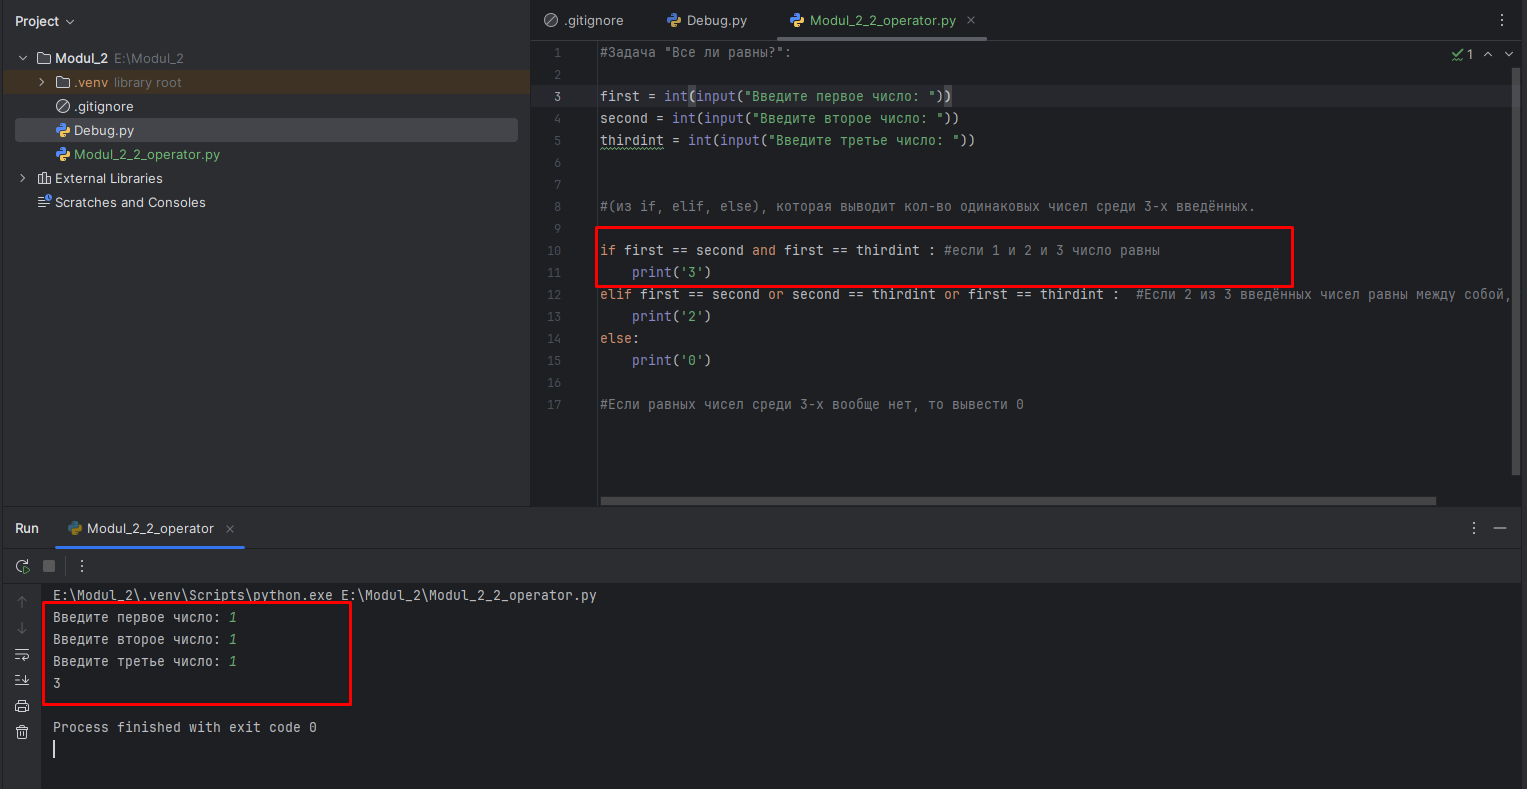 Project
Modul_2 E:\Modul_2
.venv library root
.gitignore
Debug.py
Modul_2_2_operator.py
External Libraries
Scratches and Consoles
.gitignore
Debug.py
Modul_2_2_operator.py
1
1 #Задача "Все ли равны?":
2
3 first = int(input("Введите первое число: "))
4 second = int(input("Введите второе число: "))
5 thirdint = int(input("Введите третье число: "))
6
7
8 #(из if, elif, else), которая выводит кол-во одинаковых чисел среди 3-х введённых.
9
10 if first == second and first == thirdint : #если 1 и 2 и 3 число равны
11 print('3')
12 elif first == second or second == thirdint or first == thirdint : #Если 2 из 3 введённых чисел равны между собой,
13 print('2')
14 else:
15 print('0')
16
17 #Если равных чисел среди 3-х вообще нет, то вывести 0
Run
Modul_2_2_operator
E:\Modul_2\.venv\Scripts\python.exe E:\Modul_2\Modul_2_2_operator.py
Введите первое число: 1
Введите второе число: 1
Введите третье число: 1
3
Process finished with exit code 0